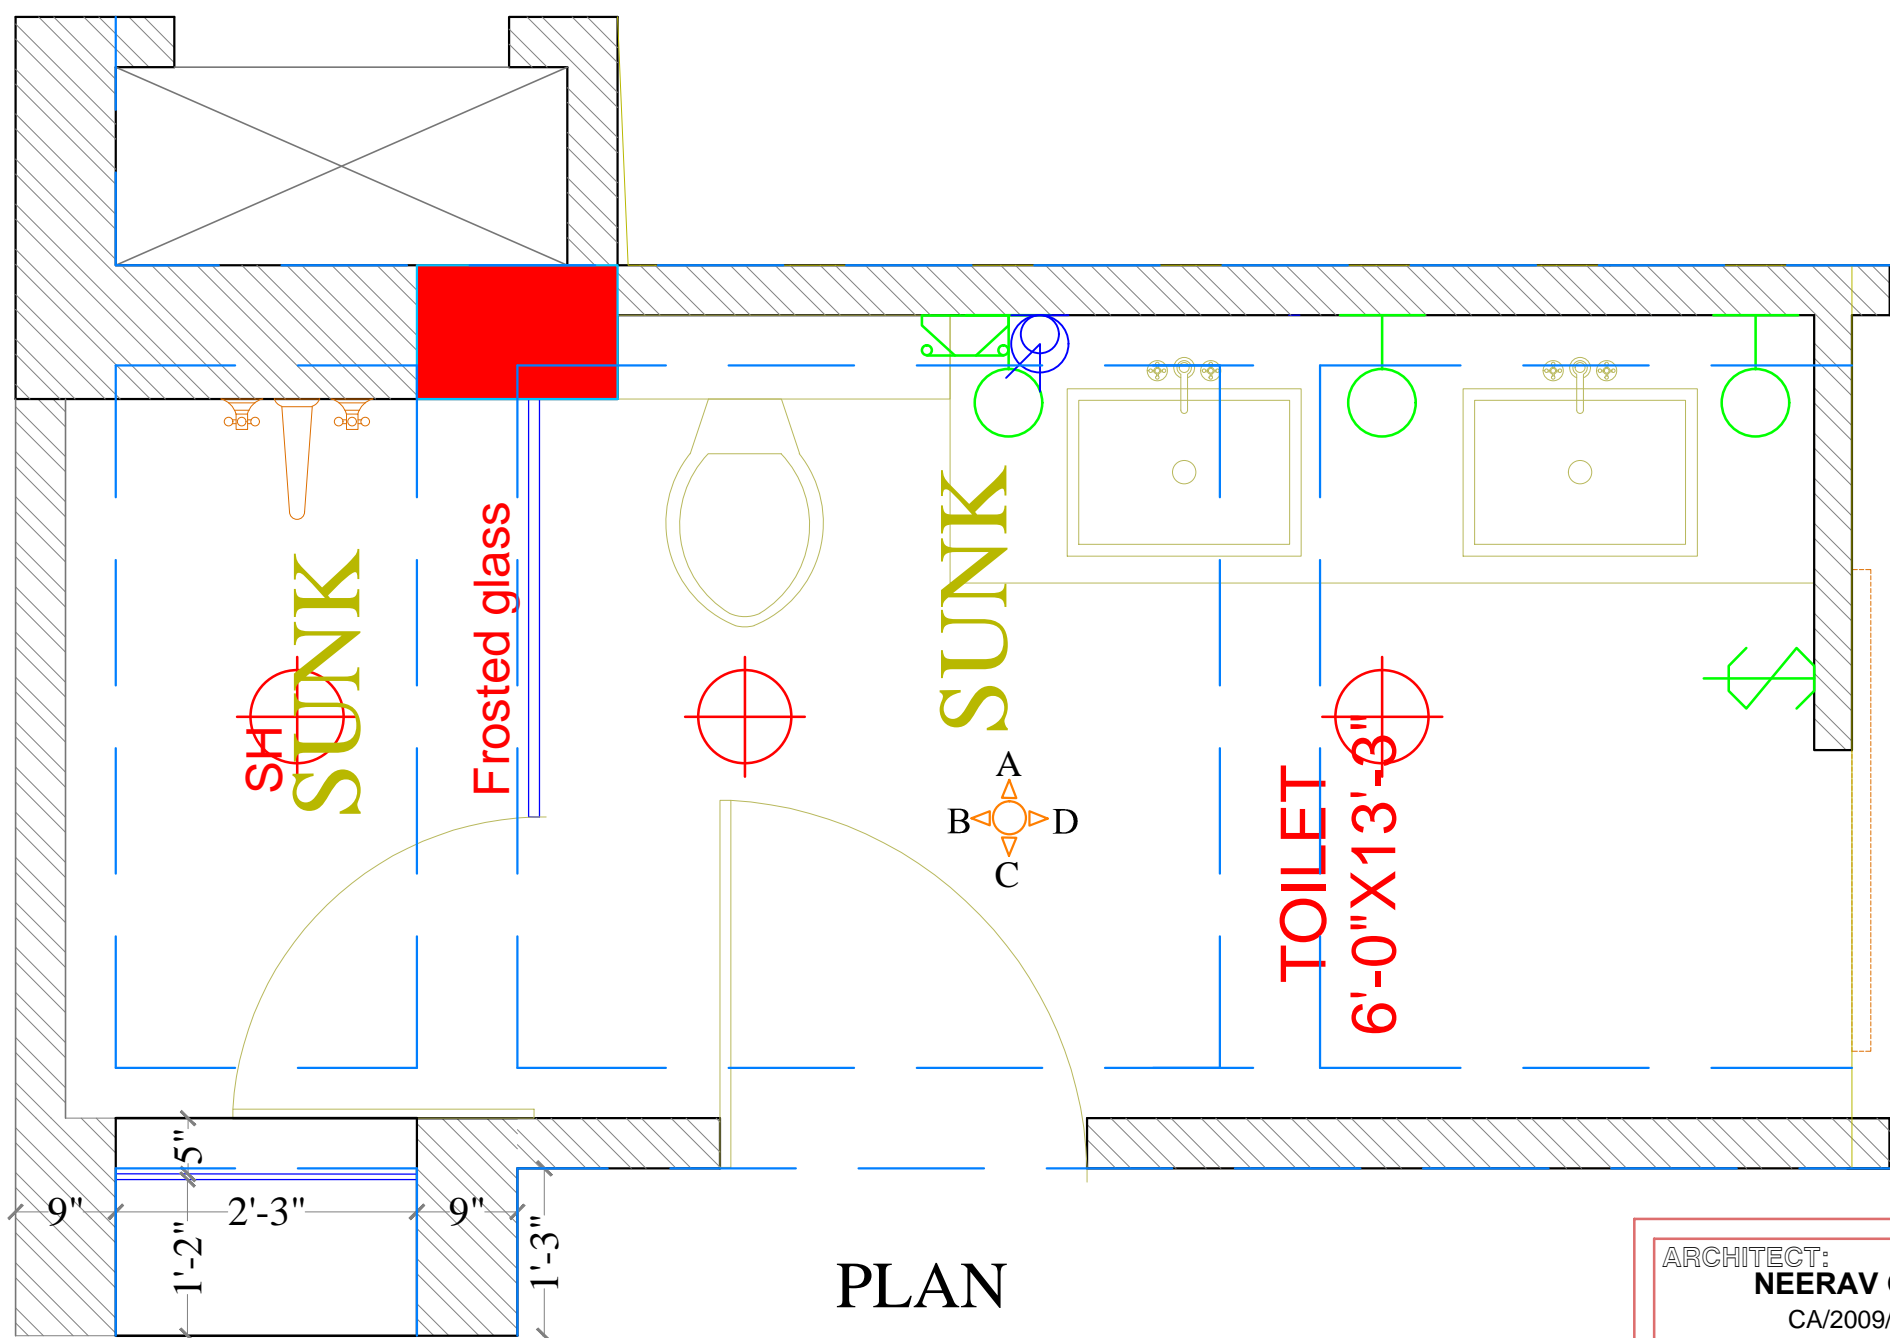 SUNK
Frosted glass
SH
SUNK
A
B
D
C
TOILET
6'-0"X13'-3"
5"
9"
2'-3"
9"
1'-2"
1'-3"
PLAN
ARCHITECT:
NEERAV
CA/2009/